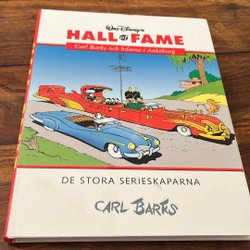 Walt Disney's
HALL OF FAME
Carl Barks och bilarna i Ankeborg
DE STORA SERIESKAPARNA
CARL BARKS